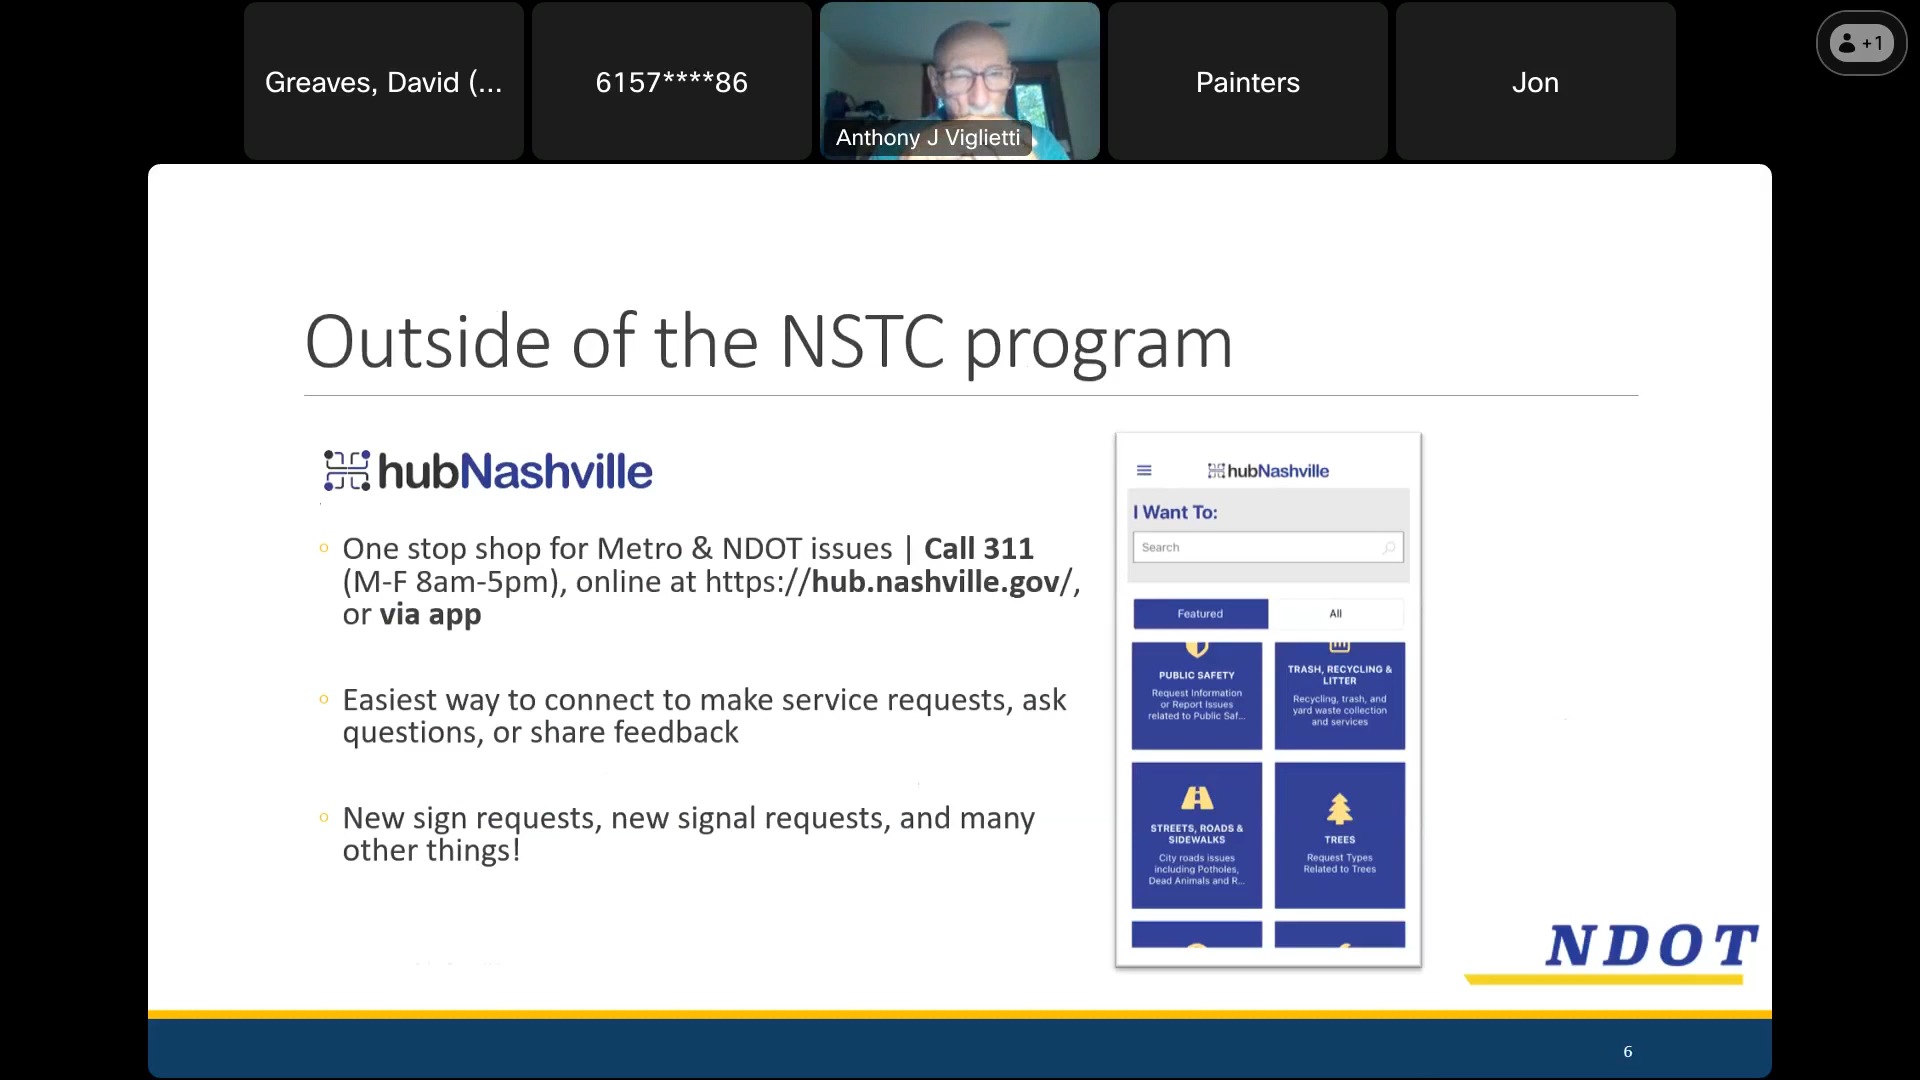 Greaves, David (...
6157****86
Anthony J Viglietti
Painters
Jon
+1
Outside of the NSTC program
hubNashville
One stop shop for Metro & NDOT issues | Call 311
(M-F 8am-5pm), online at https://hub.nashville.gov/,
or via app
Easiest way to connect to make service requests, ask
questions, or share feedback
New sign requests, new signal requests, and many
other things!
hubNashville
I Want To:
Search
Featured
All
PUBLIC SAFETY
Request Information
or Report Issues
related to Public Saf...
TRASH, RECYCLING &
LITTER
Recycling, trash, and
yard waste collection
and services
STREETS, ROADS &
SIDEWALKS
City roads issues
including Potholes,
Dead Animals and R...
TREES
Request Types
Related to Trees
NDOT
6